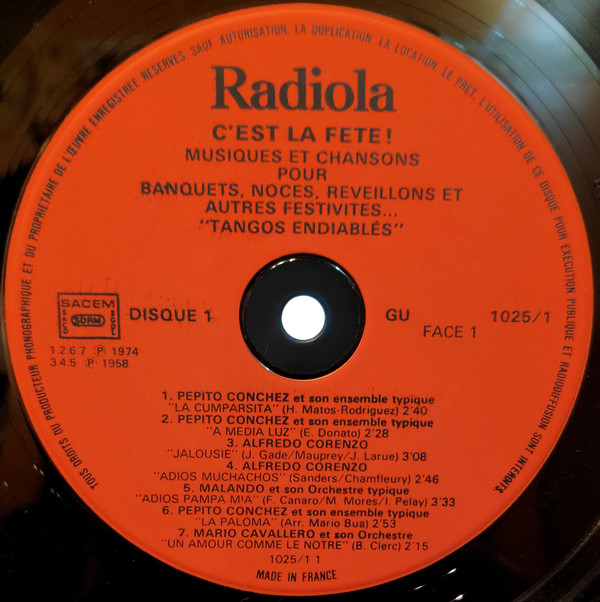 TOUS DROITS DU PRODUCTEUR PHONOGRAPHIQUE ET DU PROPRIETAIRE DE L'ŒUVRE ENREGISTREE RESERVES. SAUF AUTORISATION, LA DUPLICATION, LA LOCATION, LE PRET, L'UTILISATION DE CE DISQUE POUR EXECUTION PUBLIQUE ET RADIODIFFUSION SONT INTERDITS
Radiola
C'EST LA FETE!
MUSIQUES ET CHANSONS
POUR
BANQUETS, NOCES, REVEILLONS ET
AUTRES FESTIVITES...
"TANGOS ENDIABLÉS"
SACEM
SACD SDRM SGDL
DISQUE 1
GU 1025/1
FACE 1
1.2.6.7 ℗ 1974
3.4.5 ℗ 1958
1. PEPITO CONCHEZ et son ensemble typique
"LA CUMPARSITA" (H. Matos-Rodriguez) 2'40
2. PEPITO CONCHEZ et son ensemble typique
"A MEDIA LUZ" (E. Donato) 2'28
3. ALFREDO CORENZO
"JALOUSIE" (J. Gade/Mauprey/J. Larue) 3'08
4. ALFREDO CORENZO
"ADIOS MUCHACHOS" (Sanders/Chamfleury) 2'46
5. MALANDO et son Orchestre typique
"ADIOS PAMPA MIA" (F. Canaro/M. Mores/I. Pelay) 3'33
6. PEPITO CONCHEZ et son ensemble typique
"LA PALOMA" (Arr. Mario Bua) 2'53
7. MARIO CAVALLERO et son Orchestre
"UN AMOUR COMME LE NOTRE" (B. Clerc) 2'15
1025/1 1
MADE IN FRANCE